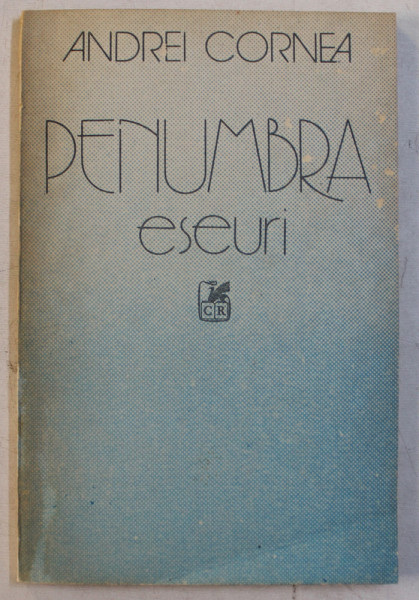 ANDREI CORNEA
PENUMBRA
eseuri
CR